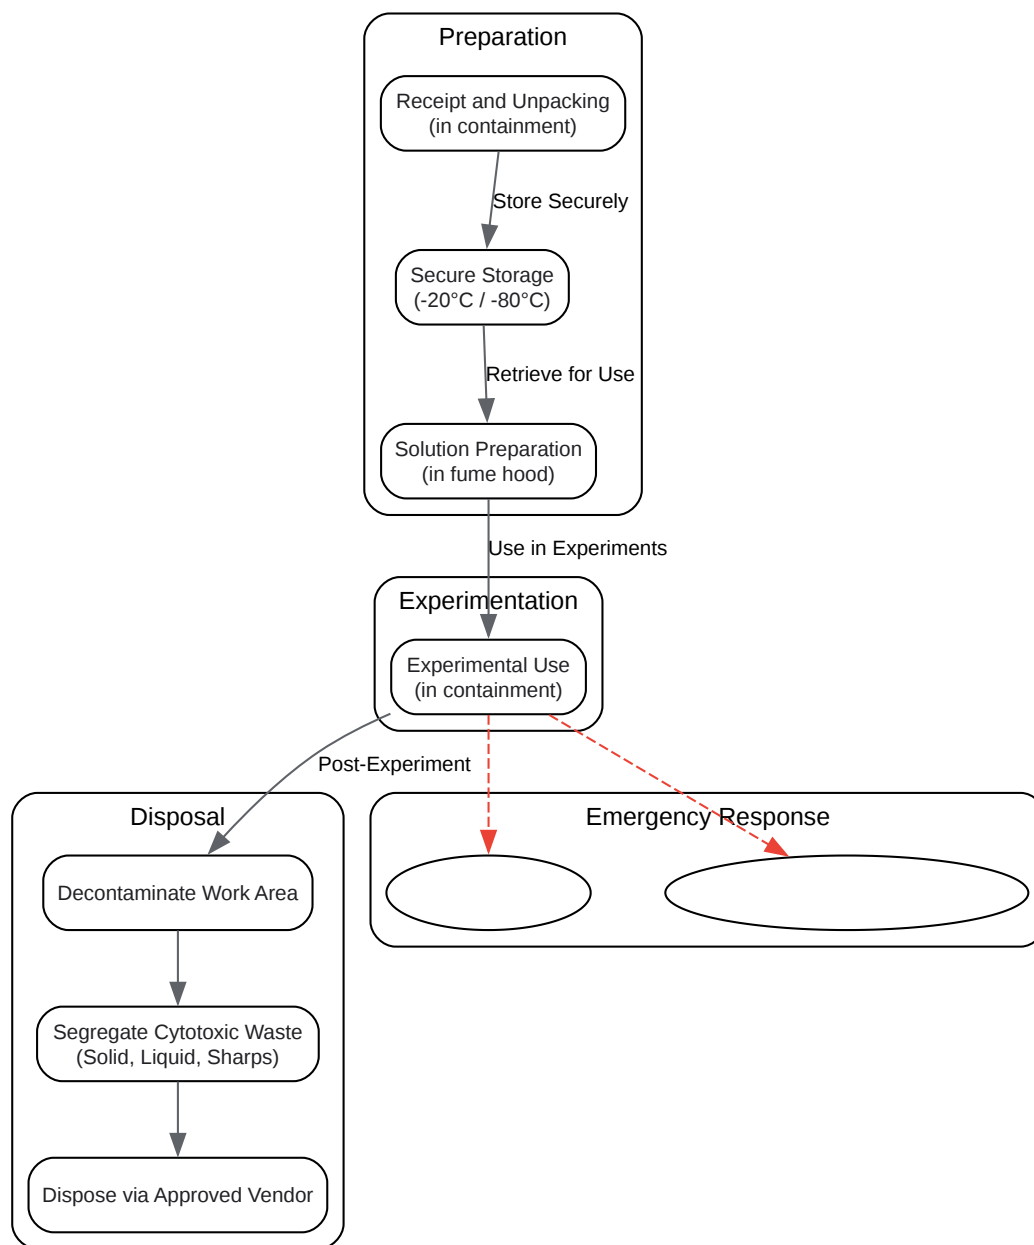 Preparation
Receipt and Unpacking
(in containment)
Store Securely
Secure Storage
(-20°C / -80°C)
Retrieve for Use
Solution Preparation
(in fume hood)
Use in Experiments
Experimentation
Experimental Use
(in containment)
Post-Experiment
Disposal
Emergency Response
Decontaminate Work Area
Segregate Cytotoxic Waste
(Solid, Liquid, Sharps)
Dispose via Approved Vendor